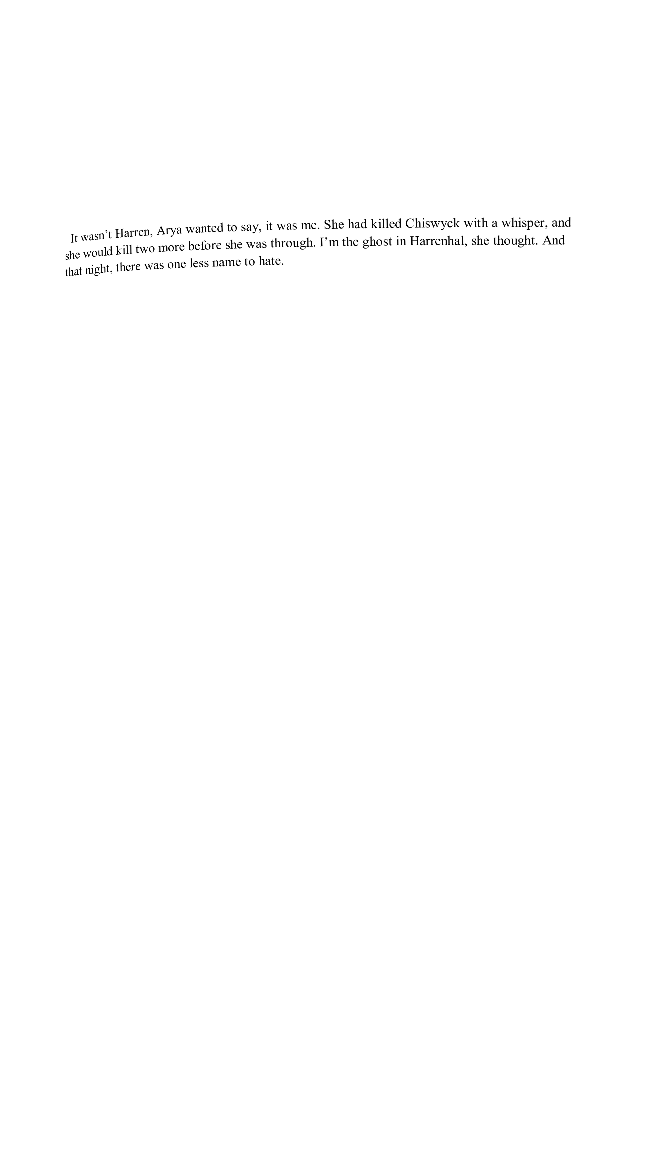 It wasn't Harren, Arya wanted to say, it was me. She had killed Chiswyck with a whisper, and
she would kill two more before she was through. I'm the ghost in Harrenhal, she thought. And
that night, there was one less name to hate.